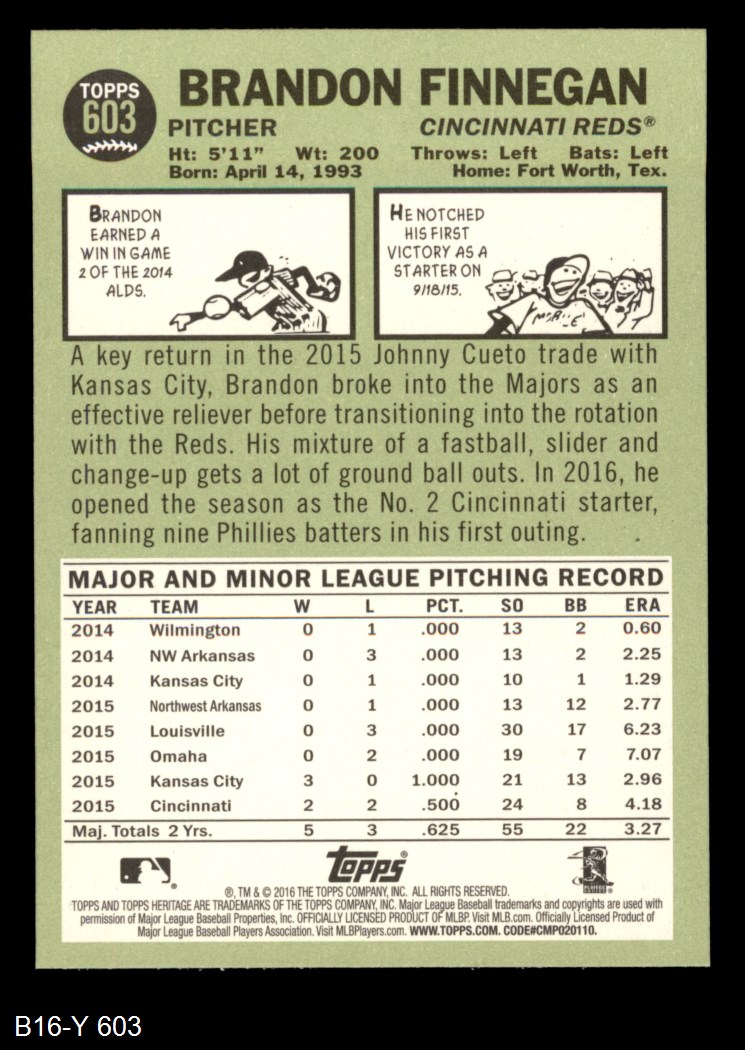 TOPPS
603
BRANDON FINNEGAN
PITCHER CINCINNATI REDS®
Ht: 5'11" Wt: 200 Throws: Left Bats: Left
Born: April 14, 1993 Home: Fort Worth, Tex.
BRANDON
EARNED A
WIN IN GAME
2 OF THE 2014
ALDS.
HE NOTCHED
HIS FIRST
VICTORY AS A
STARTER ON
9/18/15.
A key return in the 2015 Johnny Cueto trade with
Kansas City, Brandon broke into the Majors as an
effective reliever before transitioning into the rotation
with the Reds. His mixture of a fastball, slider and
change-up gets a lot of ground ball outs. In 2016, he
opened the season as the No. 2 Cincinnati starter,
fanning nine Phillies batters in his first outing.
MAJOR AND MINOR LEAGUE PITCHING RECORD
YEAR TEAM W L PCT. SO BB ERA
2014 Wilmington 0 1 .000 13 2 0.60
2014 NW Arkansas 0 3 .000 13 2 2.25
2014 Kansas City 0 1 .000 10 1 1.29
2015 Northwest Arkansas 0 1 .000 13 12 2.77
2015 Louisville 0 3 .000 30 17 6.23
2015 Omaha 0 2 .000 19 7 7.07
2015 Kansas City 3 0 1.000 21 13 2.96
2015 Cincinnati 2 2 .500 24 8 4.18
Maj. Totals 2 Yrs. 5 3 .625 55 22 3.27
Topps®
®, TM & © 2016 THE TOPPS COMPANY, INC. ALL RIGHTS RESERVED.
TOPPS AND TOPPS HERITAGE ARE TRADEMARKS OF THE TOPPS COMPANY, INC. Major League Baseball trademarks and copyrights are used with
permission of Major League Baseball Properties, Inc. OFFICIALLY LICENSED PRODUCT OF MLBP. Visit MLB.com. Officially Licensed Product of
Major League Baseball Players Association. Visit MLBPlayers.com. WWW.TOPPS.COM. CODE#CMP020110.
B16-Y 603